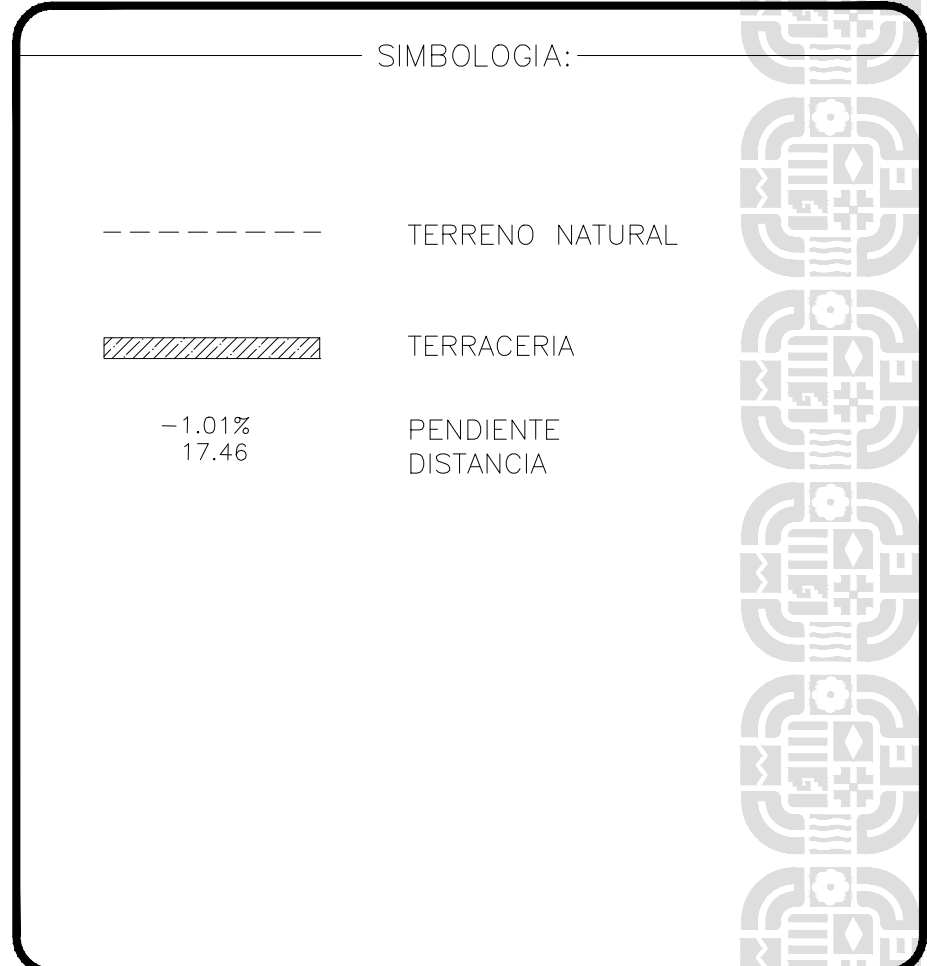 SIMBOLOGIA:
TERRENO NATURAL
TERRACERIA
-1.01% PENDIENTE
17.46 DISTANCIA